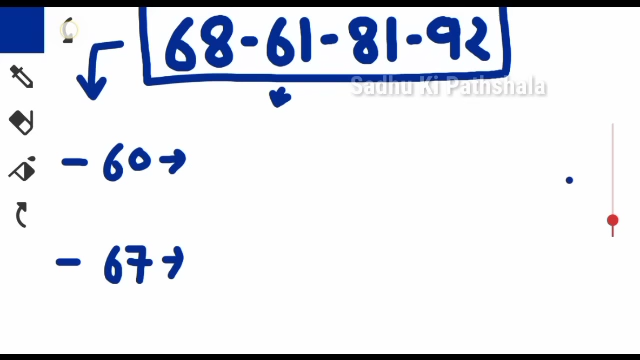 68-61-81-92
Sadhu Ki Pathshala
- 60 →
- 67 →